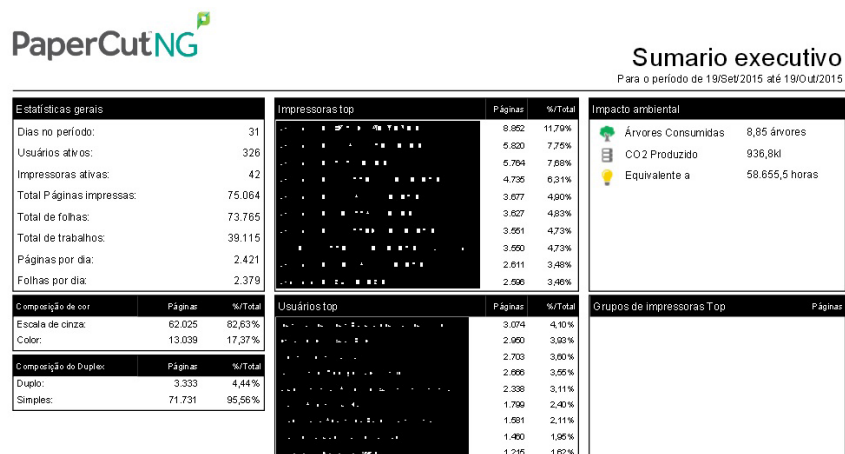 PaperCut NG
Sumario executivo
Para o período de 19/Set/2015 até 19/Out/2015
Estatísticas gerais
Dias no período: 31
Usuários ativos: 326
Impressoras ativas: 42
Total Páginas impressas: 75.064
Total de folhas: 73.765
Total de trabalhos: 39.115
Páginas por dia: 2.421
Folhas por dia: 2.379
Composição de cor Páginas %/Total
Escala de cinza: 62.025 82,63%
Color: 13.039 17,37%
Composição do Duplex Páginas %/Total
Duplo: 3.333 4,44%
Simples: 71.731 95,56%
Impressoras top Páginas %/Total
8.852 11,79%
5.820 7,75%
5.764 7,68%
4.735 6,31%
3.677 4,90%
3.627 4,83%
3.551 4,73%
3.550 4,73%
2.611 3,48%
2.596 3,46%
Usuários top Páginas %/Total
3.074 4,10%
2.950 3,93%
2.703 3,60%
2.666 3,55%
2.338 3,11%
1.799 2,40%
1.581 2,11%
1.460 1,95%
1.215 1,62%
Impacto ambiental
Árvores Consumidas 8,85 árvores
CO2 Produzido 936,8kl
Equivalente a 58.655,5 horas
Grupos de impressoras Top Páginas